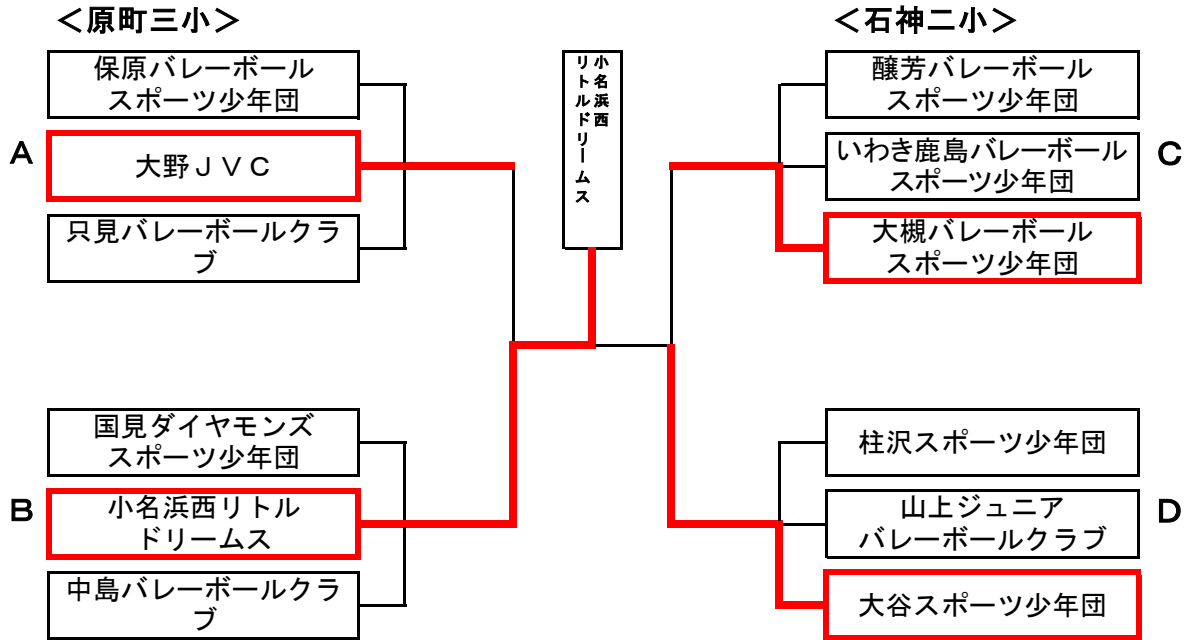 ＜原町三小＞
保原バレーボール
スポーツ少年団
A
大野ＪＶＣ
只見バレーボールクラ
ブ
国見ダイヤモンズ
スポーツ少年団
B
小名浜西リトル
ドリームス
中島バレーボールクラ
ブ
小名浜西
リトルドリームス
＜石神二小＞
醸芳バレーボール
スポーツ少年団
いわき鹿島バレーボール
スポーツ少年団
C
大槻バレーボール
スポーツ少年団
柱沢スポーツ少年団
山上ジュニア
バレーボールクラブ
D
大谷スポーツ少年団